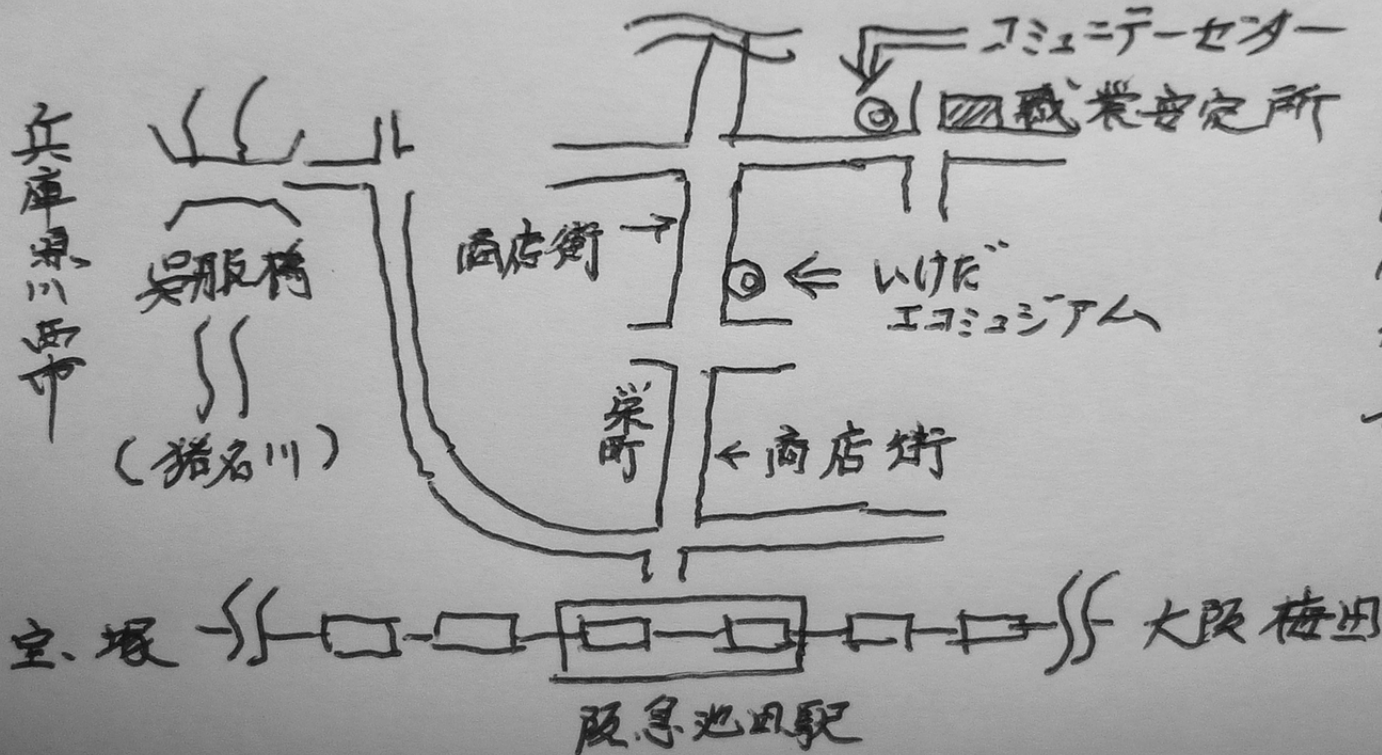 コミュニテーセンター
職業安定所
兵庫県川西市
呉服橋
商店街
いけだ
エコミュジアム
(猪名川)
栄町
商店街
宝塚
大阪梅田
阪急池田駅